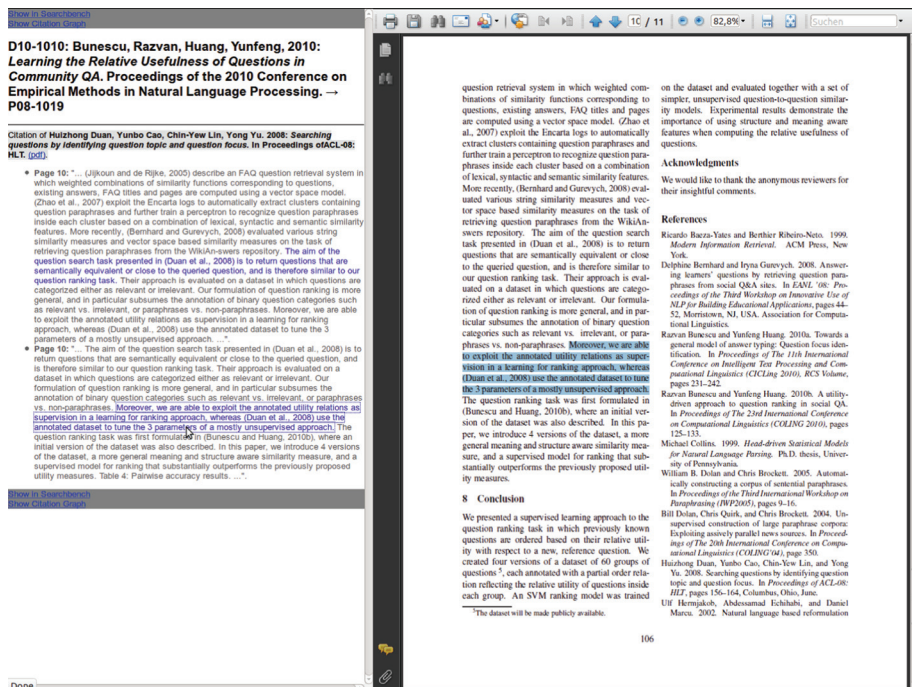 Show in Searchbench
Show Citation Graph
D10-1010: Bunescu, Razvan, Huang, Yunfeng, 2010:
Learning the Relative Usefulness of Questions in
Community QA. Proceedings of the 2010 Conference on
Empirical Methods in Natural Language Processing. →
P08-1019
Citation of Huizhong Duan, Yunbo Cao, Chin-Yew Lin, Yong Yu. 2008: Searching
questions by identifying question topic and question focus. In Proceedings ofACL-08:
HLT. (pdf).
• Page 10: "... (Jijkoun and de Rijke, 2005) describe an FAQ question retrieval system in
which weighted combinations of similarity functions corresponding to questions,
existing answers, FAQ titles and pages are computed using a vector space model.
(Zhao et al., 2007) exploit the Encarta logs to automatically extract clusters containing
question paraphrases and further train a perceptron to recognize question paraphrases
inside each cluster based on a combination of lexical, syntactic and semantic similarity
features. More recently, (Bernhard and Gurevych, 2008) evaluated various string
similarity measures and vector space based similarity measures on the task of
retrieving question paraphrases from the WikiAn-swers repository. The aim of the
question search task presented in (Duan et al., 2008) is to return questions that are
semantically equivalent or close to the queried question, and is therefore similar to our
question ranking task. Their approach is evaluated on a dataset in which questions are
categorized either as relevant or irrelevant. Our formulation of question ranking is more
general, and in particular subsumes the annotation of binary question categories such
as relevant vs. irrelevant, or paraphrases vs. non-paraphrases. Moreover, we are able
to exploit the annotated utility relations as supervision in a learning for ranking
approach, whereas (Duan et al., 2008) use the annotated dataset to tune the 3
parameters of a mostly unsupervised approach. ...".
• Page 10: "... The aim of the question search task presented in (Duan et al., 2008) is to
return questions that are semantically equivalent or close to the queried question, and
is therefore similar to our question ranking task. Their approach is evaluated on a
dataset in which questions are categorized either as relevant or irrelevant. Our
formulation of question ranking is more general, and in particular subsumes the
annotation of binary question categories such as relevant vs. irrelevant, or paraphrases
vs. non-paraphrases. Moreover, we are able to exploit the annotated utility relations as
supervision in a learning for ranking approach, whereas (Duan et al., 2008) use the
annotated dataset to tune the 3 parameters of a mostly unsupervised approach. The
question ranking task was first formulated in (Bunescu and Huang, 2010b), where an
initial version of the dataset was also described. In this paper, we introduce 4 versions
of the dataset, a more general meaning and structure aware similarity measure, and a
supervised model for ranking that substantially outperforms the previously proposed
utility measures. Table 4: Pairwise accuracy results. ...".
Show in Searchbench
Show Citation Graph
Done
10 / 11
82,8%
Suchen
question retrieval system in which weighted com-
binations of similarity functions corresponding to
questions, existing answers, FAQ titles and pages
are computed using a vector space model. (Zhao et
al., 2007) exploit the Encarta logs to automatically
extract clusters containing question paraphrases and
further train a perceptron to recognize question para-
phrases inside each cluster based on a combination
of lexical, syntactic and semantic similarity features.
More recently, (Bernhard and Gurevych, 2008) eval-
uated various string similarity measures and vec-
tor space based similarity measures on the task of
retrieving question paraphrases from the WikiAn-
swers repository. The aim of the question search
task presented in (Duan et al., 2008) is to return
questions that are semantically equivalent or close
to the queried question, and is therefore similar to
our question ranking task. Their approach is eval-
uated on a dataset in which questions are catego-
rized either as relevant or irrelevant. Our formula-
tion of question ranking is more general, and in par-
ticular subsumes the annotation of binary question
categories such as relevant vs. irrelevant, or para-
phrases vs. non-paraphrases. Moreover, we are able
to exploit the annotated utility relations as super-
vision in a learning for ranking approach, whereas
(Duan et al., 2008) use the annotated dataset to tune
the 3 parameters of a mostly unsupervised approach.
The question ranking task was first formulated in
(Bunescu and Huang, 2010b), where an initial ver-
sion of the dataset was also described. In this pa-
per, we introduce 4 versions of the dataset, a more
general meaning and structure aware similarity mea-
sure, and a supervised model for ranking that sub-
stantially outperforms the previously proposed util-
ity measures.
8 Conclusion
We presented a supervised learning approach to the
question ranking task in which previously known
questions are ordered based on their relative util-
ity with respect to a new, reference question. We
created four versions of a dataset of 60 groups of
questions 5, each annotated with a partial order rela-
tion reflecting the relative utility of questions inside
each group. An SVM ranking model was trained
5The dataset will be made publicly available.
on the dataset and evaluated together with a set of
simpler, unsupervised question-to-question similar-
ity models. Experimental results demonstrate the
importance of using structure and meaning aware
features when computing the relative usefulness of
questions.
Acknowledgments
We would like to thank the anonymous reviewers for
their insightful comments.
References
Ricardo Baeza-Yates and Berthier Ribeiro-Neto. 1999.
Modern Information Retrieval. ACM Press, New
York.
Delphine Bernhard and Iryna Gurevych. 2008. Answer-
ing learners' questions by retrieving question para-
phrases from social Q&A sites. In EANL '08: Pro-
ceedings of the Third Workshop on Innovative Use of
NLP for Building Educational Applications, pages 44–
52, Morristown, NJ, USA. Association for Computa-
tional Linguistics.
Razvan Bunescu and Yunfeng Huang. 2010a. Towards a
general model of answer typing: Question focus iden-
tification. In Proceedings of The 11th International
Conference on Intelligent Text Processing and Com-
putational Linguistics (CICLing 2010), RCS Volume,
pages 231–242.
Razvan Bunescu and Yunfeng Huang. 2010b. A utility-
driven approach to question ranking in social QA.
In Proceedings of The 23rd International Conference
on Computational Linguistics (COLING 2010), pages
125–133.
Michael Collins. 1999. Head-driven Statistical Models
for Natural Language Parsing. Ph.D. thesis, Univer-
sity of Pennsylvania.
William B. Dolan and Chris Brockett. 2005. Automat-
ically constructing a corpus of sentential paraphrases.
In Proceedings of the Third International Workshop on
Paraphrasing (IWP2005), pages 9–16.
Bill Dolan, Chris Quirk, and Chris Brockett. 2004. Un-
supervised construction of large paraphrase corpora:
Exploiting assively parallel news sources. In Proceed-
ings of The 20th International Conference on Compu-
tational Linguistics (COLING'04), page 350.
Huizhong Duan, Yunbo Cao, Chin-Yew Lin, and Yong
Yu. 2008. Searching questions by identifying question
topic and question focus. In Proceedings of ACL-08:
HLT, pages 156–164, Columbus, Ohio, June.
Ulf Hermjakob, Abdessamad Echihabi, and Daniel
Marcu. 2002. Natural language based reformulation
106